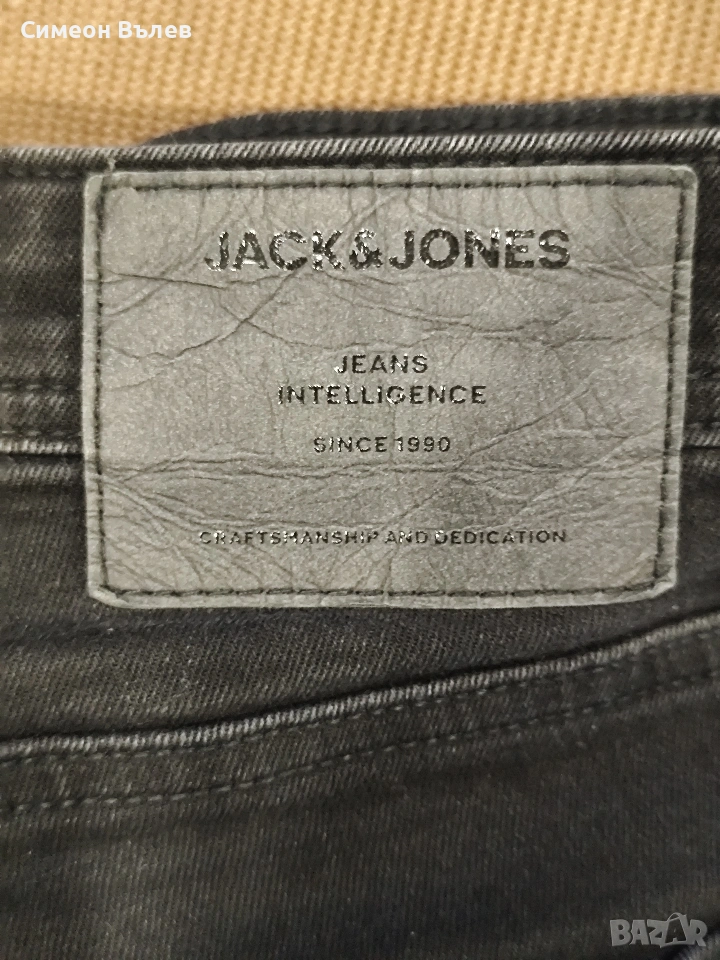 Симеон Вълев
JACK&JONES
JEANS
INTELLIGENCE
SINCE 1990
CRAFTSMANSHIP AND DEDICATION
BAZAR